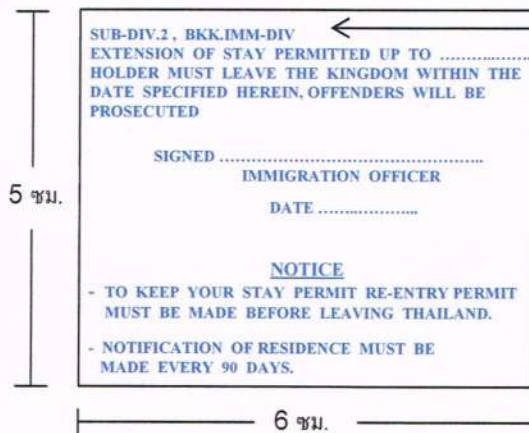 SUB-DIV.2 , BKK.IMM-DIV
EXTENSION OF STAY PERMITTED UP TO ....................
HOLDER MUST LEAVE THE KINGDOM WITHIN THE
DATE SPECIFIED HEREIN, OFFENDERS WILL BE
PROSECUTED
SIGNED ................................................
IMMIGRATION OFFICER
DATE ...................
5 ซม.
NOTICE
- TO KEEP YOUR STAY PERMIT RE-ENTRY PERMIT
MUST BE MADE BEFORE LEAVING THAILAND.
- NOTIFICATION OF RESIDENCE MUST BE
MADE EVERY 90 DAYS.
6 ซม.